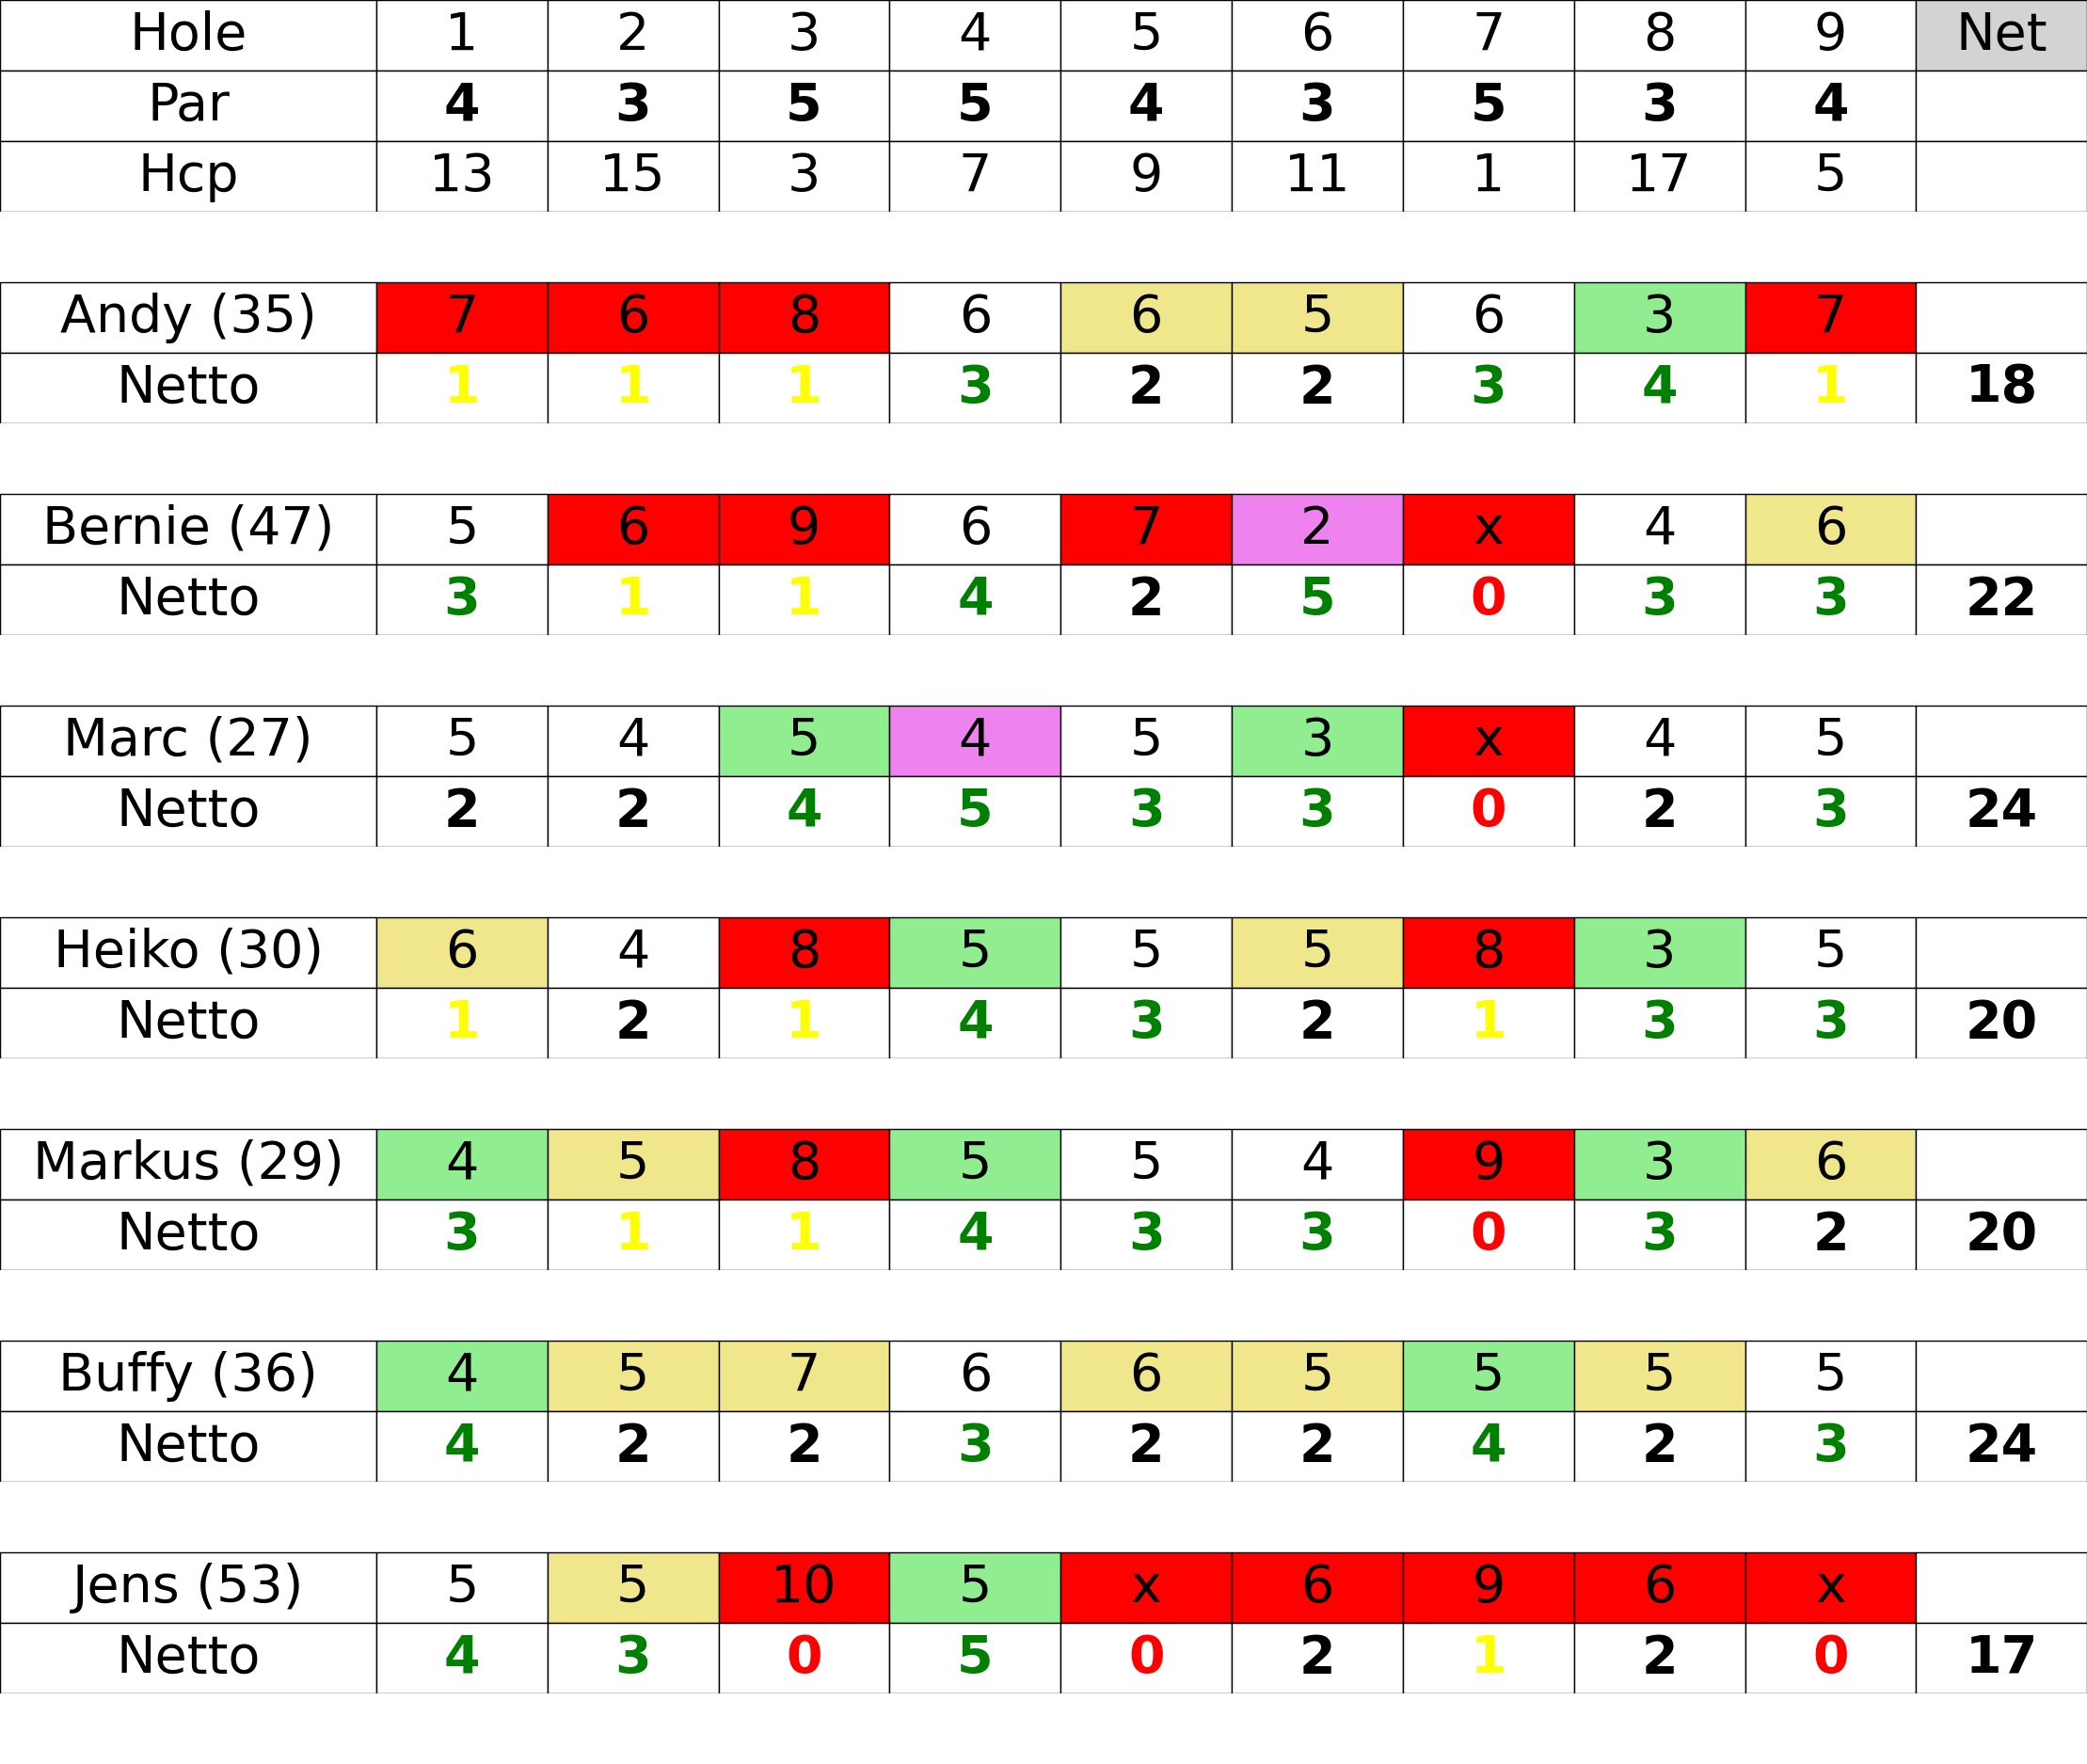 Hole 1 2 3 4 5 6 7 8 9 Net
Par 4 3 5 5 4 3 5 3 4
Hcp 13 15 3 7 9 11 1 17 5
Andy (35) 7 6 8 6 6 5 6 3 7
Netto 1 1 1 3 2 2 3 4 1 18
Bernie (47) 5 6 9 6 7 2 x 4 6
Netto 3 1 1 4 2 5 0 3 3 22
Marc (27) 5 4 5 4 5 3 x 4 5
Netto 2 2 4 5 3 3 0 2 3 24
Heiko (30) 6 4 8 5 5 5 8 3 5
Netto 1 2 1 4 3 2 1 3 3 20
Markus (29) 4 5 8 5 5 4 9 3 6
Netto 3 1 1 4 3 3 0 3 2 20
Buffy (36) 4 5 7 6 6 5 5 5 5
Netto 4 2 2 3 2 2 4 2 3 24
Jens (53) 5 5 10 5 x 6 9 6 x
Netto 4 3 0 5 0 2 1 2 0 17